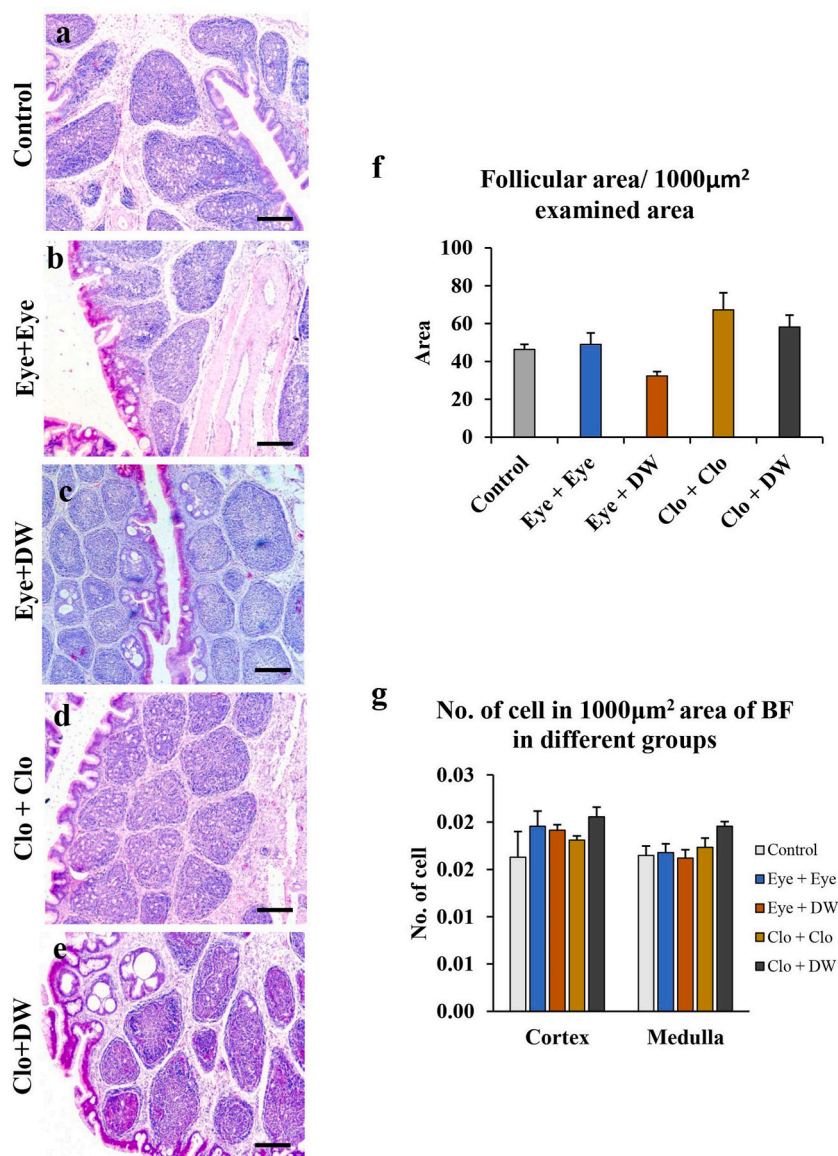 a
Control
b
Eye+Eye
c
Eye+DW
d
Clo + Clo
e
Clo+DW
f
Follicular area/ 1000µm²
examined area
100
80
60
40
20
0
Area
Control
Eye + Eye
Eye + DW
Clo + Clo
Clo + DW
g
No. of cell in 1000µm² area of BF
in different groups
0.03
0.02
0.02
0.01
0.01
0.00
No. of cell
Cortex
Medulla
Control
Eye + Eye
Eye + DW
Clo + Clo
Clo + DW